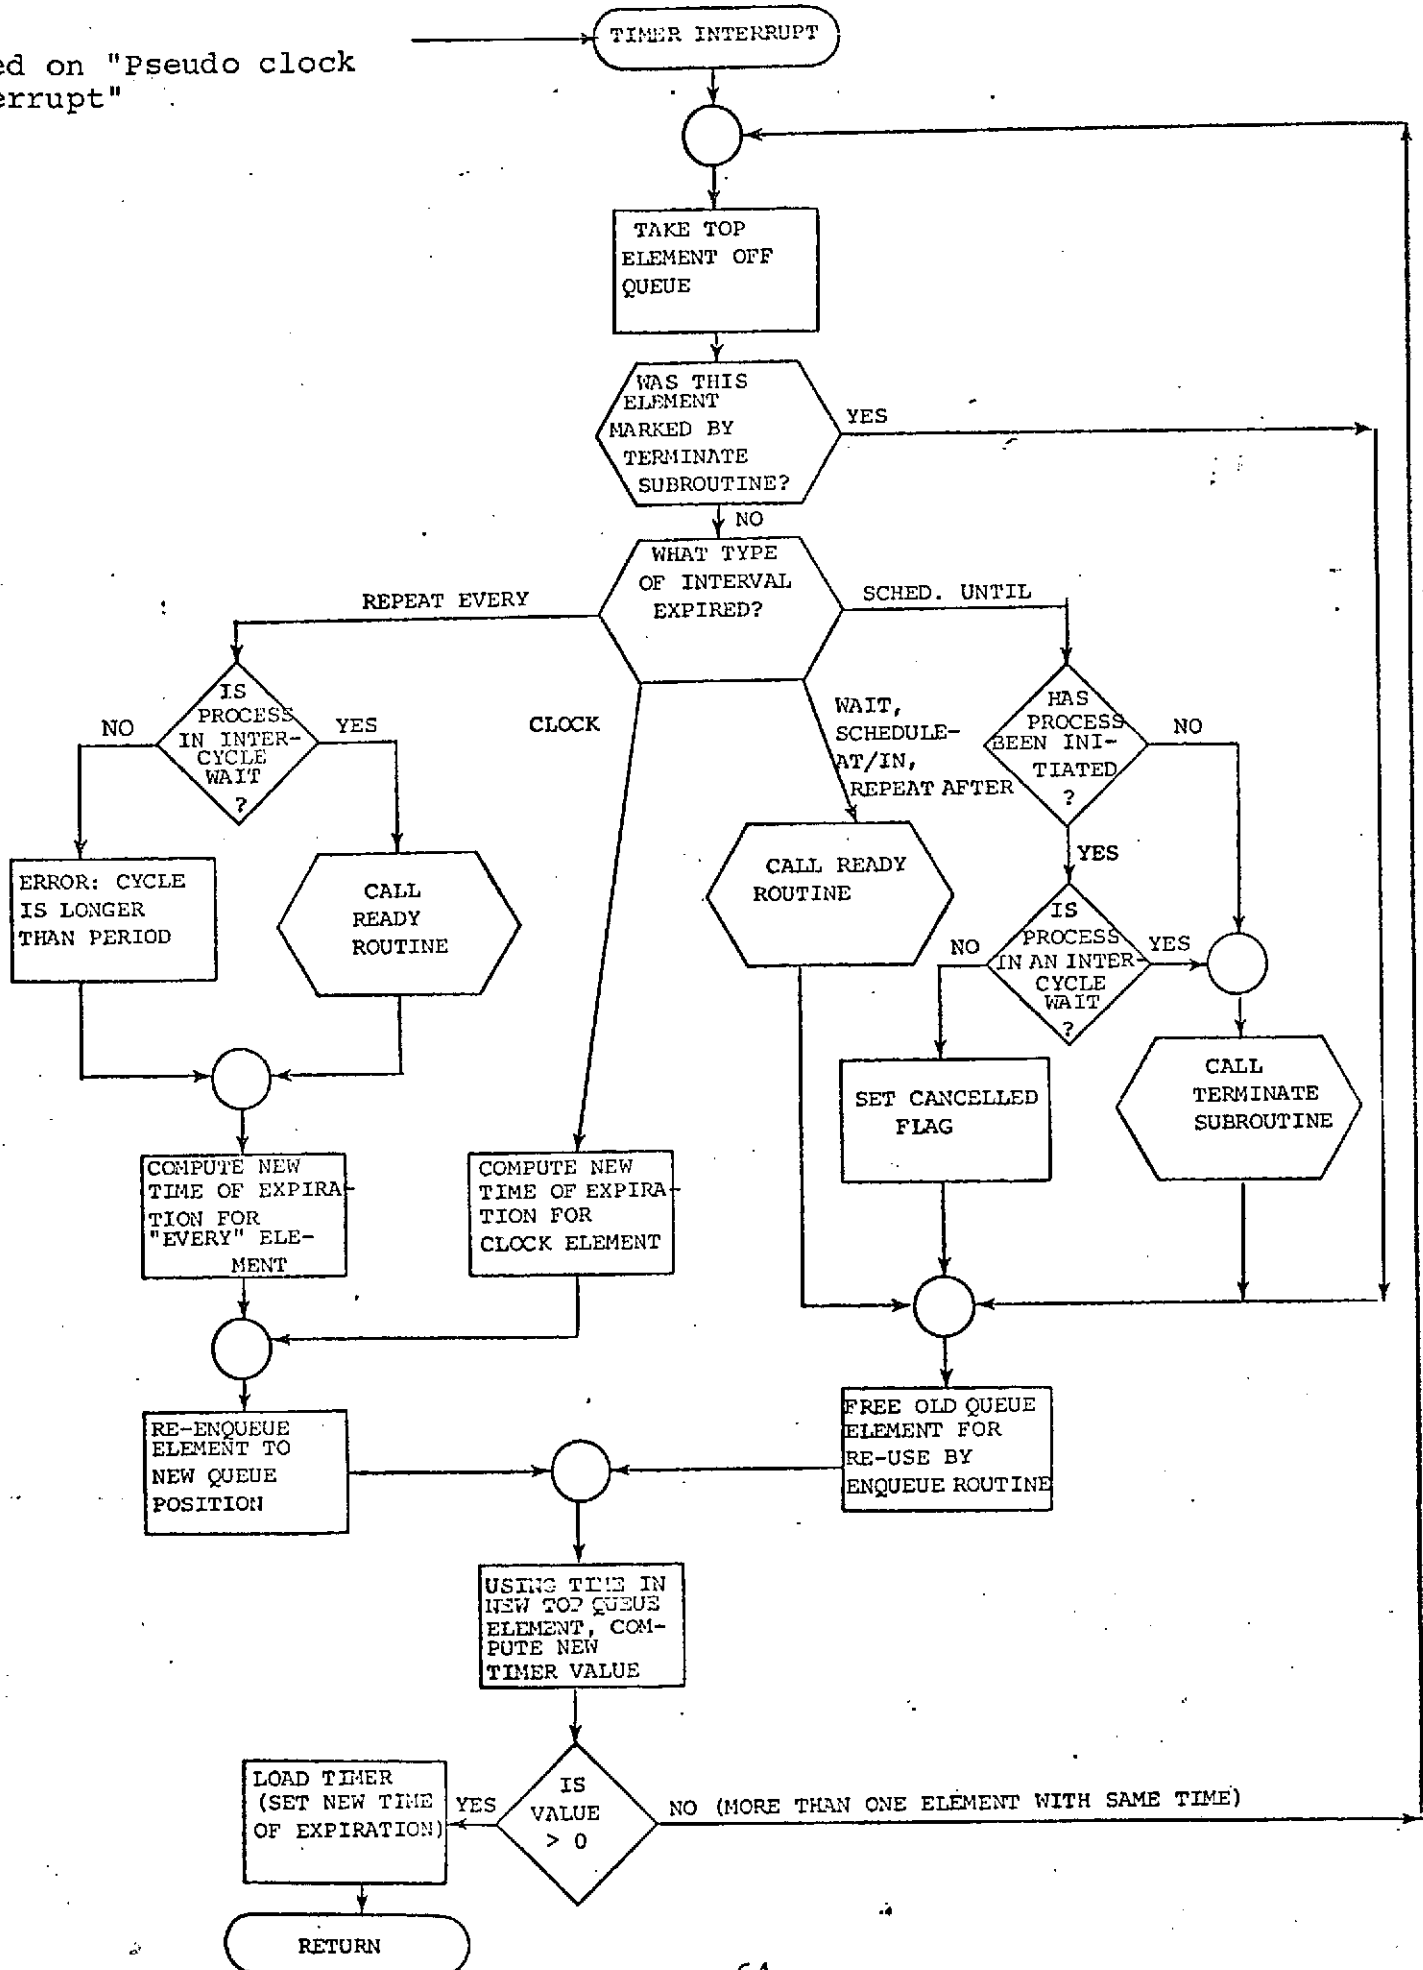 TIMER INTERRUPT
ed on "Pseudo clock
errupt"
TAKE TOP
ELEMENT OFF
QUEUE
WAS THIS
ELEMENT
MARKED BY
TERMINATE
SUBROUTINE?
YES
NO
WHAT TYPE
OF INTERVAL
EXPIRED?
REPEAT EVERY
SCHED. UNTIL
IS
PROCESS
IN INTER-
CYCLE
WAIT
?
NO
YES
CLOCK
WAIT,
SCHEDULE-
AT/IN,
REPEAT AFTER
HAS
PROCESS
BEEN INI-
TIATED
?
NO
YES
ERROR: CYCLE
IS LONGER
THAN PERIOD
CALL
READY
ROUTINE
CALL READY
ROUTINE
IS
PROCESS
IN AN INTER-
CYCLE
WAIT
?
NO
YES
SET CANCELLED
FLAG
CALL
TERMINATE
SUBROUTINE
COMPUTE NEW
TIME OF EXPIRA-
TION FOR
"EVERY" ELE-
MENT
COMPUTE NEW
TIME OF EXPIRA-
TION FOR
CLOCK ELEMENT
RE-ENQUEUE
ELEMENT TO
NEW QUEUE
POSITION
FREE OLD QUEUE
ELEMENT FOR
RE-USE BY
ENQUEUE ROUTINE
USING TIME IN
NEW TOP QUEUE
ELEMENT, COM-
PUTE NEW
TIMER VALUE
IS
VALUE
> 0
YES
NO (MORE THAN ONE ELEMENT WITH SAME TIME)
LOAD TIMER
(SET NEW TIME
OF EXPIRATION)
RETURN